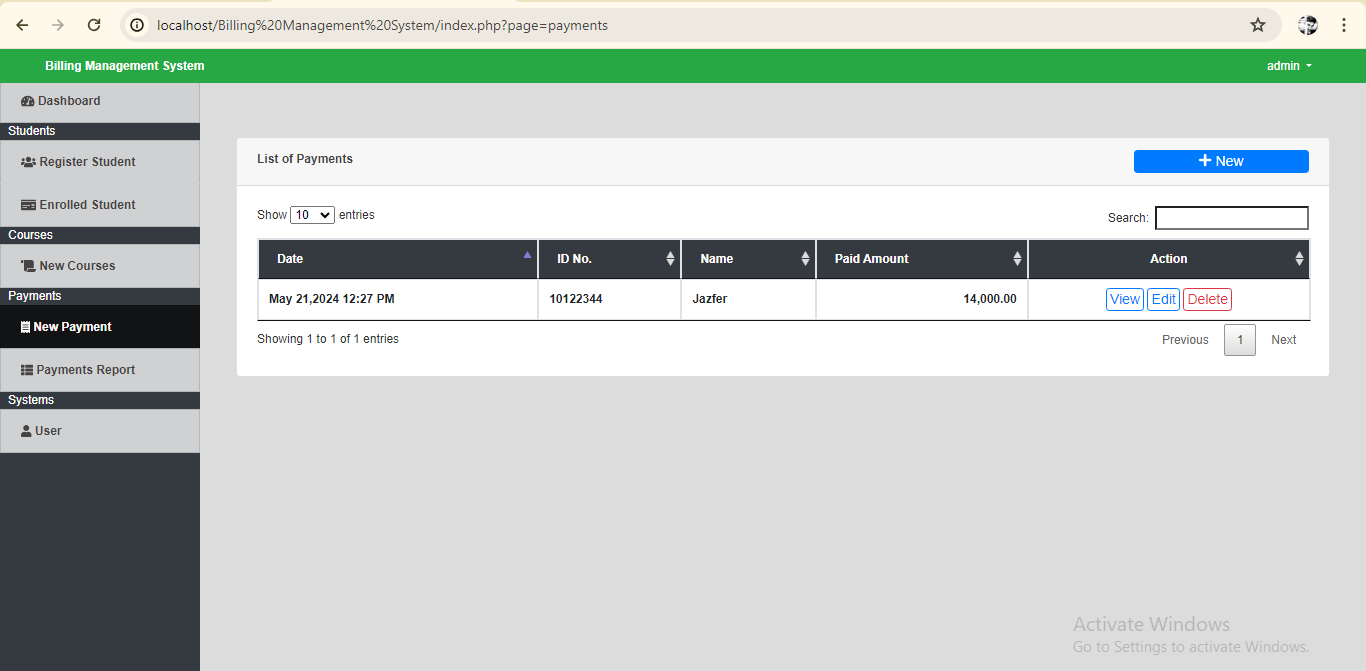 localhost/Billing%20Management%20System/index.php?page=payments
Billing Management System
admin
Dashboard
Students
Register Student
Enrolled Student
Courses
New Courses
Payments
New Payment
Payments Report
Systems
User
List of Payments
New
Show 10 entries
Search:
Date ID No. Name Paid Amount Action
May 21,2024 12:27 PM 10122344 Jazfer 14,000.00 View Edit Delete
Showing 1 to 1 of 1 entries
Previous 1 Next
Activate Windows
Go to Settings to activate Windows.